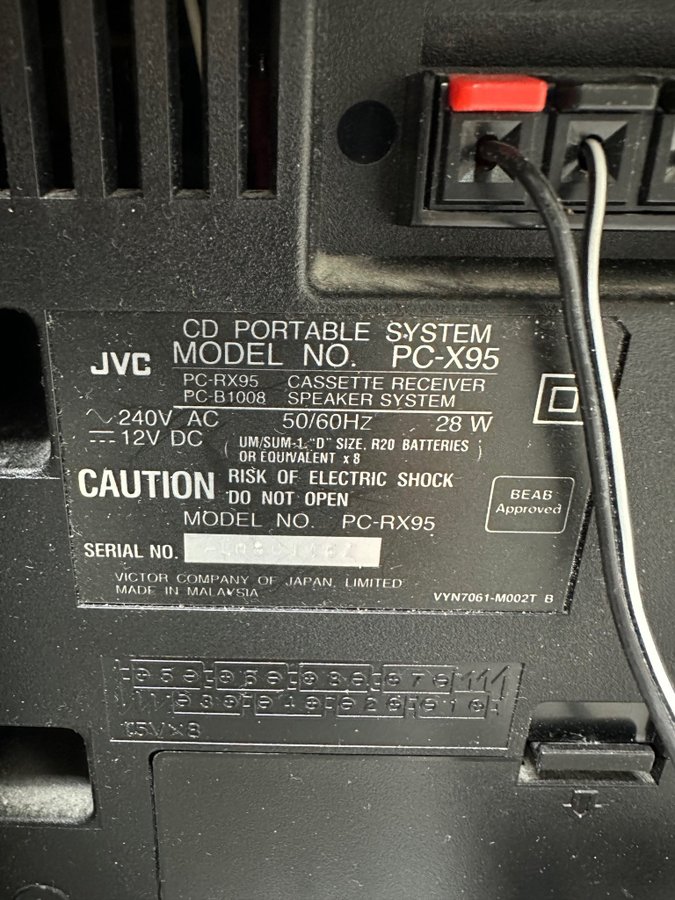 CD PORTABLE SYSTEM
JVC MODEL NO. PC-X95
PC-RX95 CASSETTE RECEIVER
PC-B1008 SPEAKER SYSTEM
240V AC 50/60HZ 28 W
12V DC ( UM/SUM-1, "D" SIZE, R20 BATTERIES
OR EQUIVALENT x 8 )
CAUTION RISK OF ELECTRIC SHOCK
DO NOT OPEN
BEAB
Approved
MODEL NO. PC-RX95
SERIAL NO.
VICTOR COMPANY OF JAPAN, LIMITED
MADE IN MALAYSIA
VYN7061-M002T B